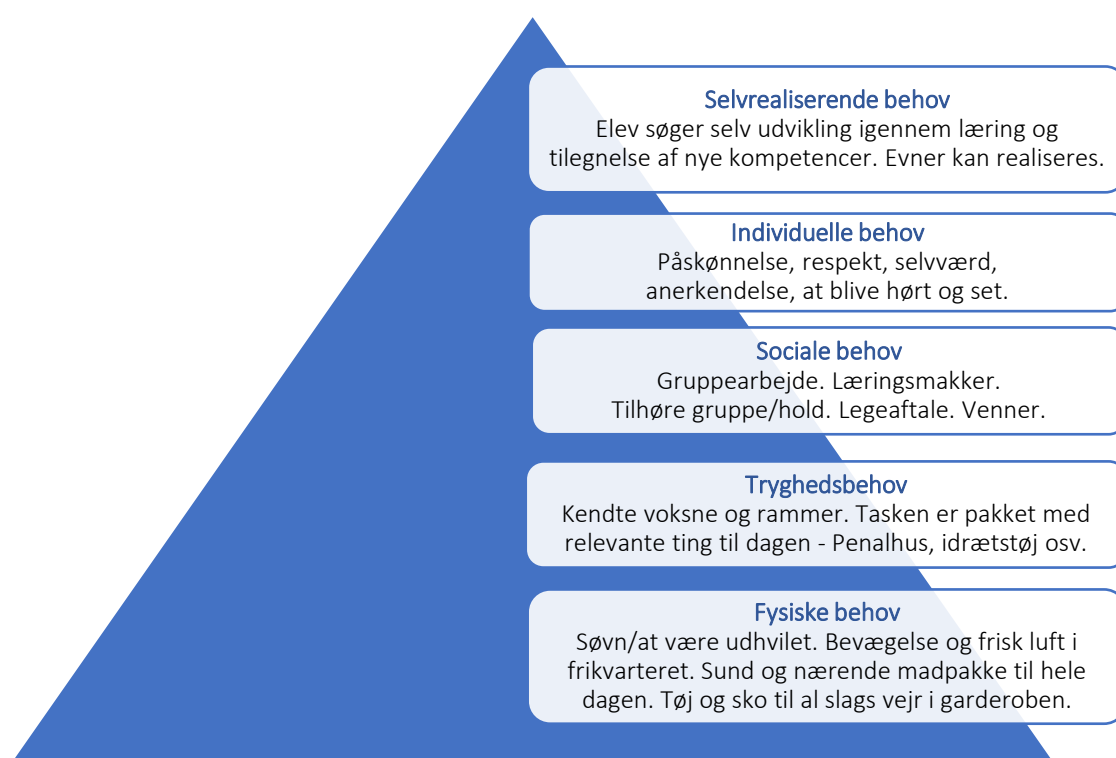 Selvrealiserende behov
Elev søger selv udvikling igennem læring og
tilegnelse af nye kompetencer. Evner kan realiseres.
Individuelle behov
Påskønnelse, respekt, selvværd,
anerkendelse, at blive hørt og set.
Sociale behov
Gruppearbejde. Læringsmakker.
Tilhøre gruppe/hold. Legeaftale. Venner.
Tryghedsbehov
Kendte voksne og rammer. Tasken er pakket med
relevante ting til dagen - Penalhus, idrætstøj osv.
Fysiske behov
Søvn/at være udhvilet. Bevægelse og frisk luft i
frikvarteret. Sund og nærende madpakke til hele
dagen. Tøj og sko til al slags vejr i garderoben.